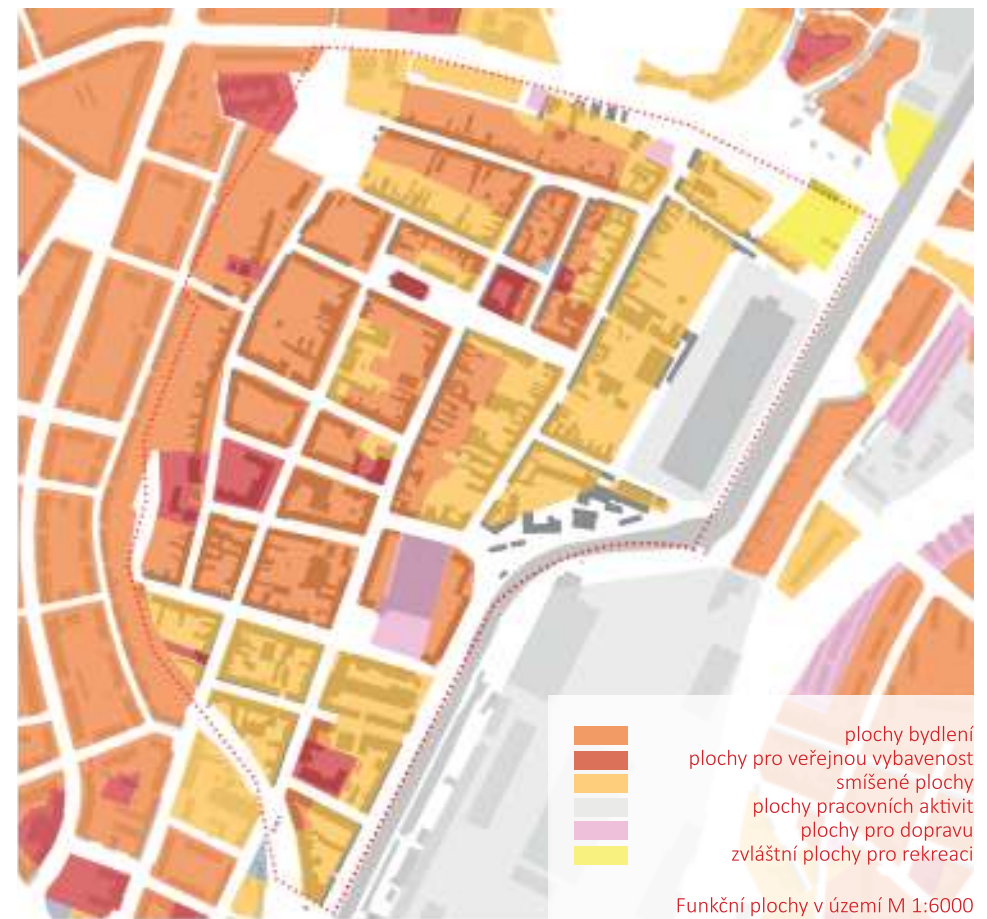 plochy bydlení
plochy pro veřejnou vybavenost
smíšené plochy
plochy pracovních aktivit
plochy pro dopravu
zvláštní plochy pro rekreaci
Funkční plochy v území M 1:6000